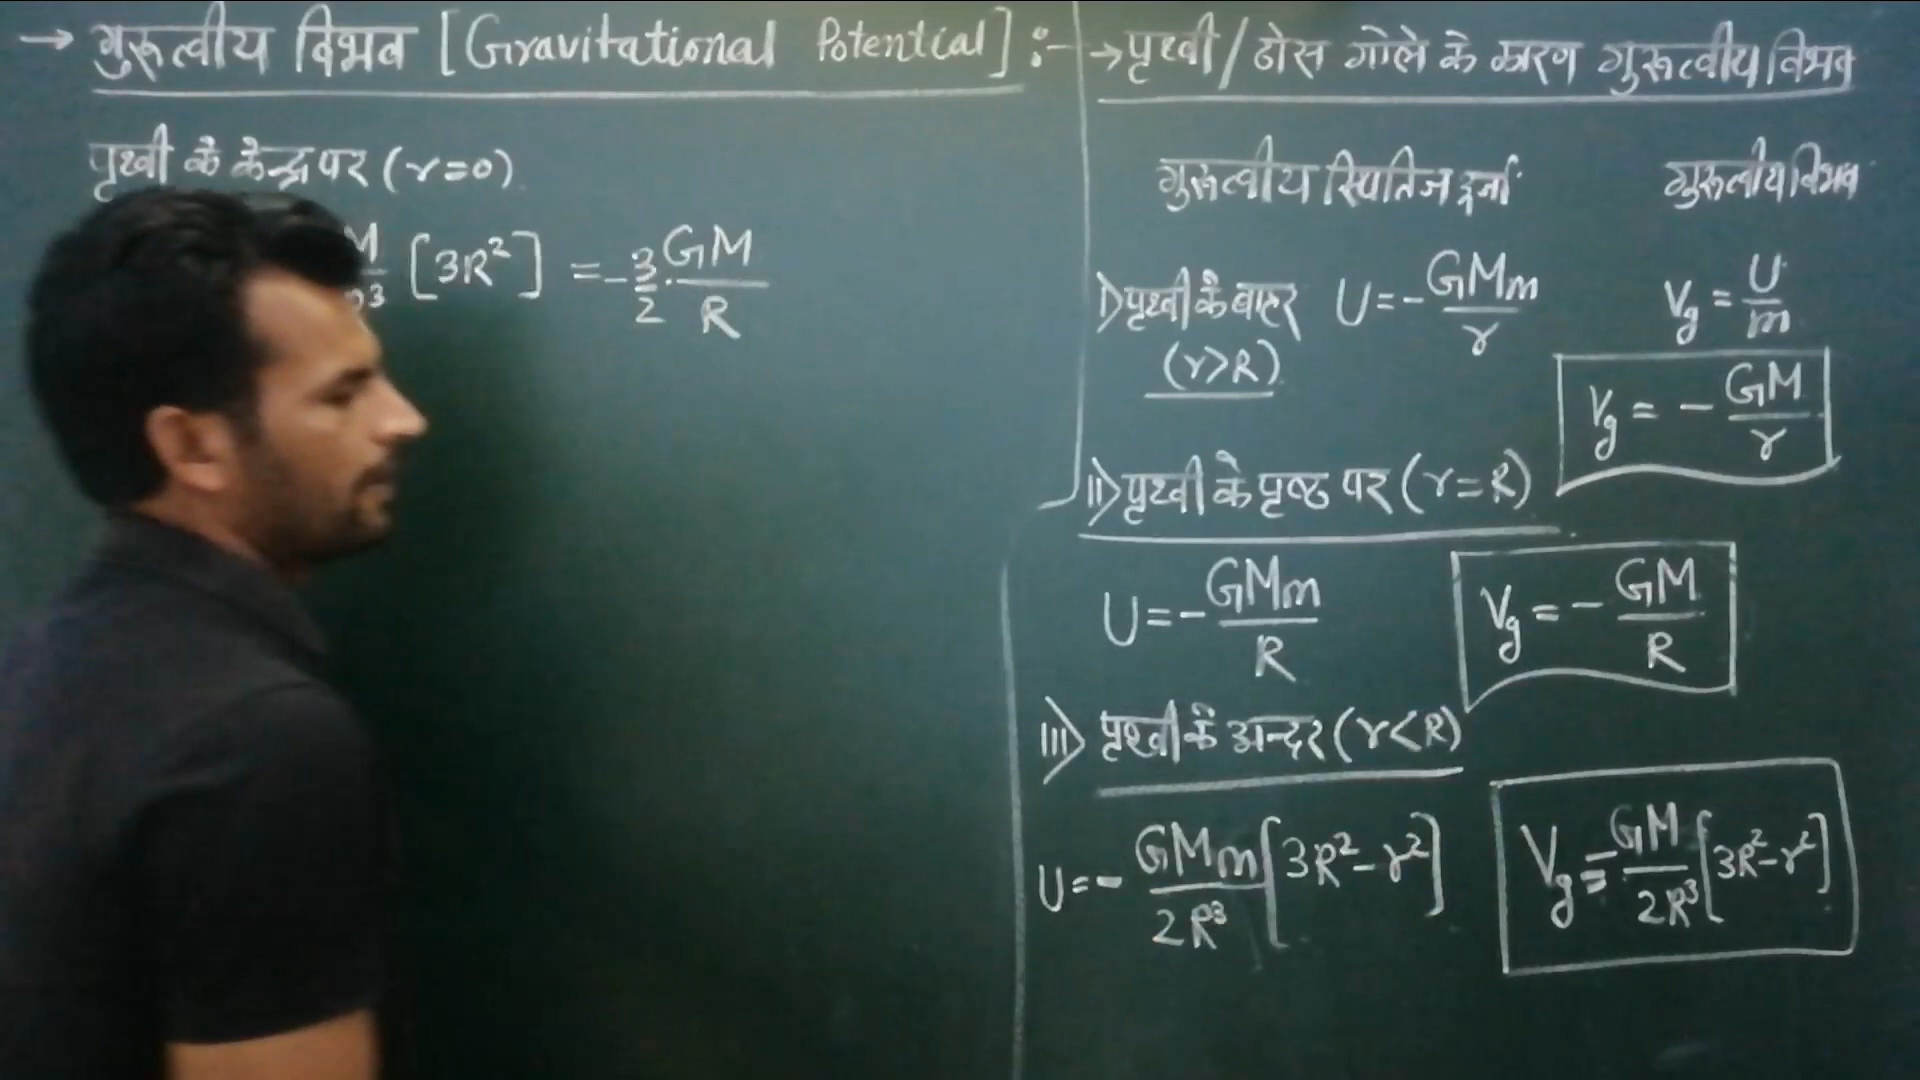 → गुरूत्वीय विभव [Gravitational Potential] :-
पृथ्वी के केन्द्र पर (r=0)
[3R²] = -3/2 . GM/R
→ पृथ्वी / ठोस गोले के कारण गुरूत्वीय विभव
गुरूत्वीय स्थितिज ऊर्जा गुरूत्वीय विभव
I> पृथ्वी के बाहर U = - GMm/r Vg = U/m
(r>R)
Vg = - GM/r
II> पृथ्वी के पृष्ठ पर (r=R)
U = - GMm/R Vg = - GM/R
III> पृथ्वी के अन्दर (r<R)
U = - GMm/2R³ [3R² - r²] Vg = - GM/2R³ [3R² - r²]